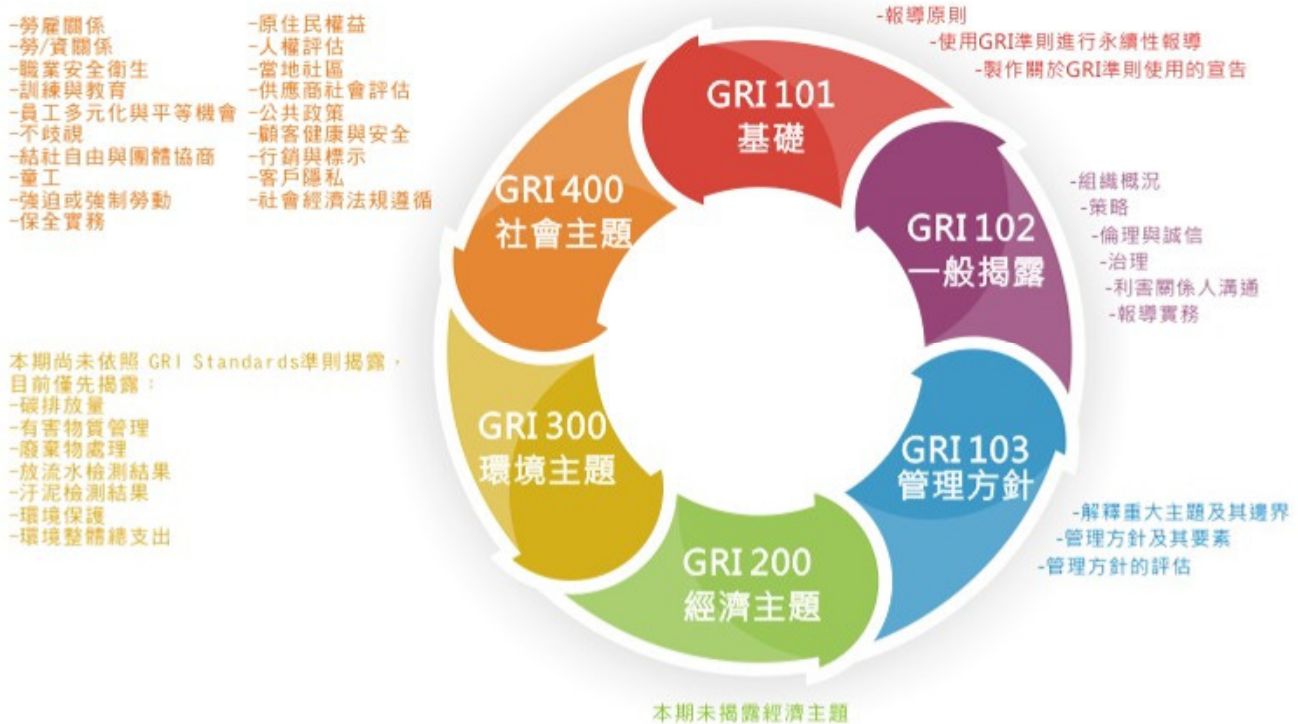 -勞雇關係
-勞/資關係
-職業安全衛生
-訓練與教育
-員工多元化與平等機會
-不歧視
-結社自由與團體協商
-童工
-強迫或強制勞動
-保全實務
-原住民權益
-人權評估
-當地社區
-供應商社會評估
-公共政策
-顧客健康與安全
-行銷與標示
-客戶隱私
-社會經濟法規遵循
GRI 101
基礎
-報導原則
-使用GRI準則進行永續性報導
-製作關於GRI準則使用的宣告
GRI 102
一般揭露
-組織概況
-策略
-倫理與誠信
-治理
-利害關係人溝通
-報導實務
GRI 103
管理方針
-解釋重大主題及其邊界
-管理方針及其要素
-管理方針的評估
GRI 200
經濟主題
本期未揭露經濟主題
GRI 300
環境主題
本期尚未依照 GRI Standards準則揭露，
目前僅先揭露：
-碳排放量
-有害物質管理
-廢棄物處理
-放流水檢測結果
-汙泥檢測結果
-環境保護
-環境整體總支出
GRI 400
社會主題